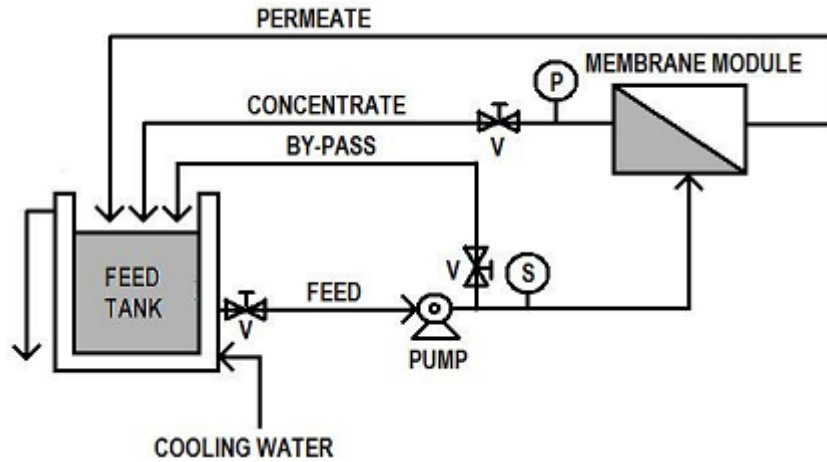 PERMEATE
MEMBRANE MODULE
P
CONCENTRATE
V
BY-PASS
FEED
TANK
V
S
FEED
V
PUMP
COOLING WATER